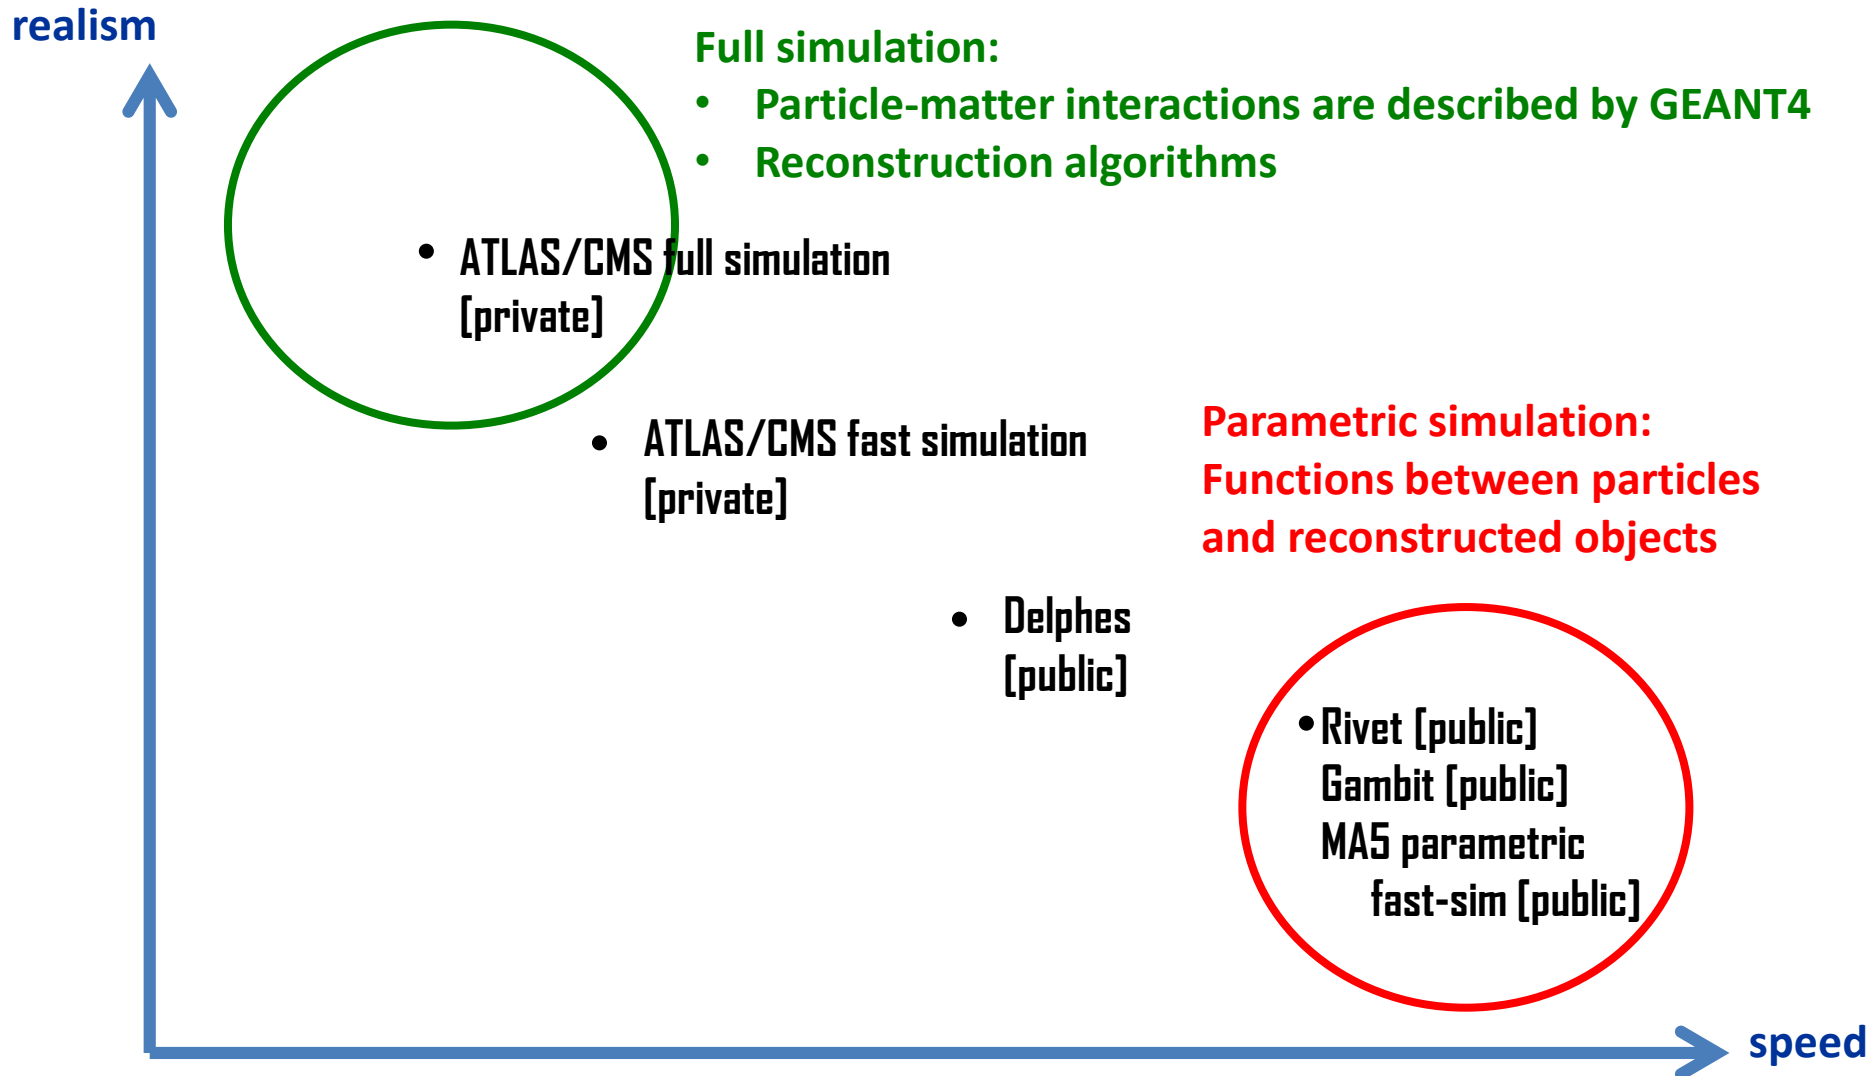 realism
Full simulation:
• Particle-matter interactions are described by GEANT4
• Reconstruction algorithms
• ATLAS/CMS full simulation
[private]
• ATLAS/CMS fast simulation
[private]
Parametric simulation:
Functions between particles
and reconstructed objects
• Delphes
[public]
• Rivet [public]
Gambit [public]
MA5 parametric
fast-sim [public]
speed